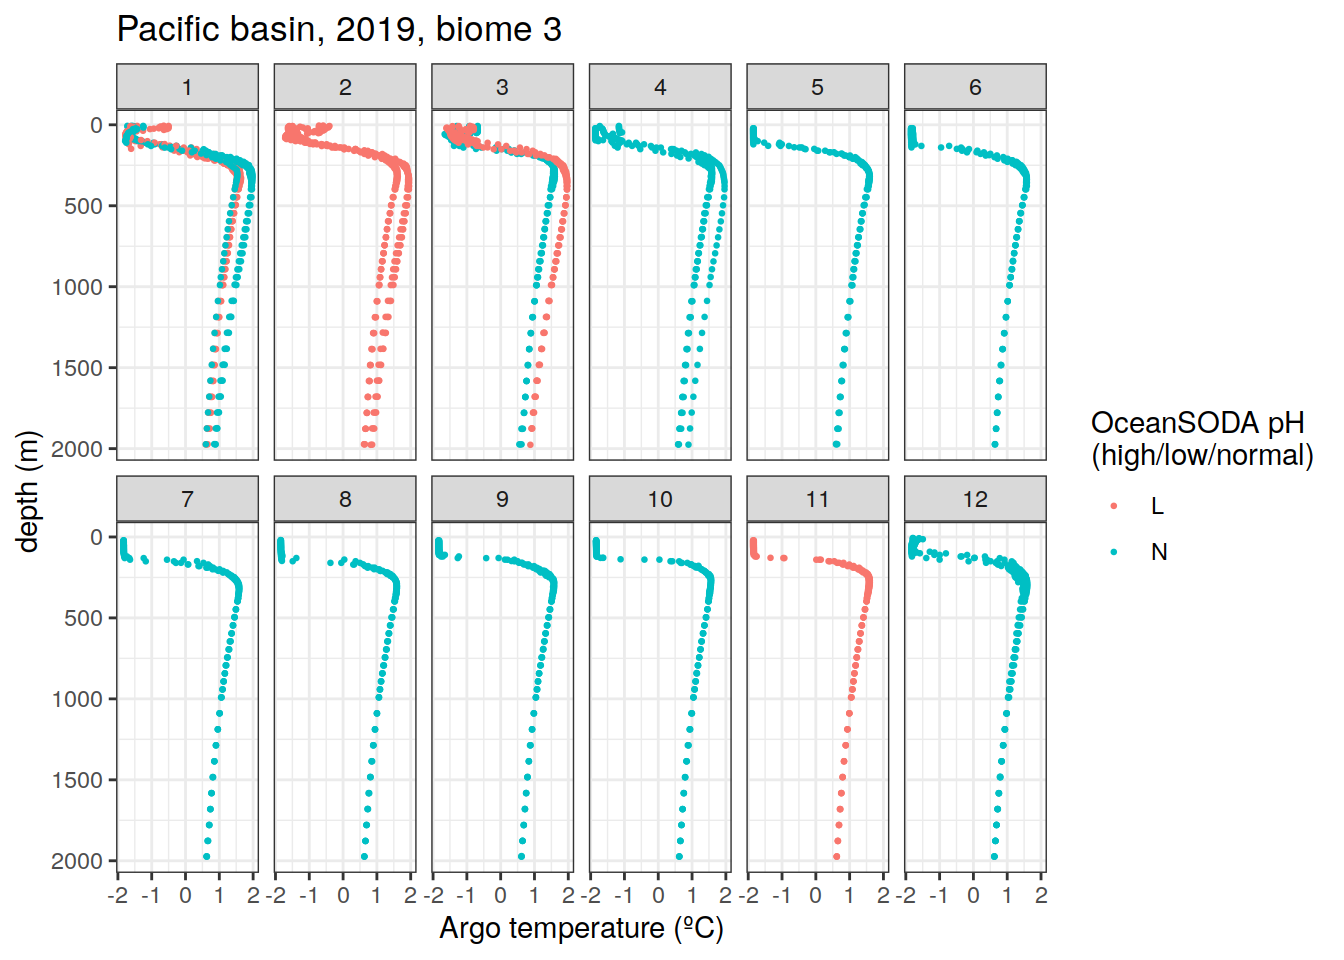 Pacific basin, 2019, biome 3
1 2 3 4 5 6
0
500
1000
1500
2000
7 8 9 10 11 12
0
500
1000
1500
2000
-2 -1 0 1 2 -2 -1 0 1 2 -2 -1 0 1 2 -2 -1 0 1 2 -2 -1 0 1 2 -2 -1 0 1 2
Argo temperature (ºC)
depth (m)
OceanSODA pH
(high/low/normal)
L
N